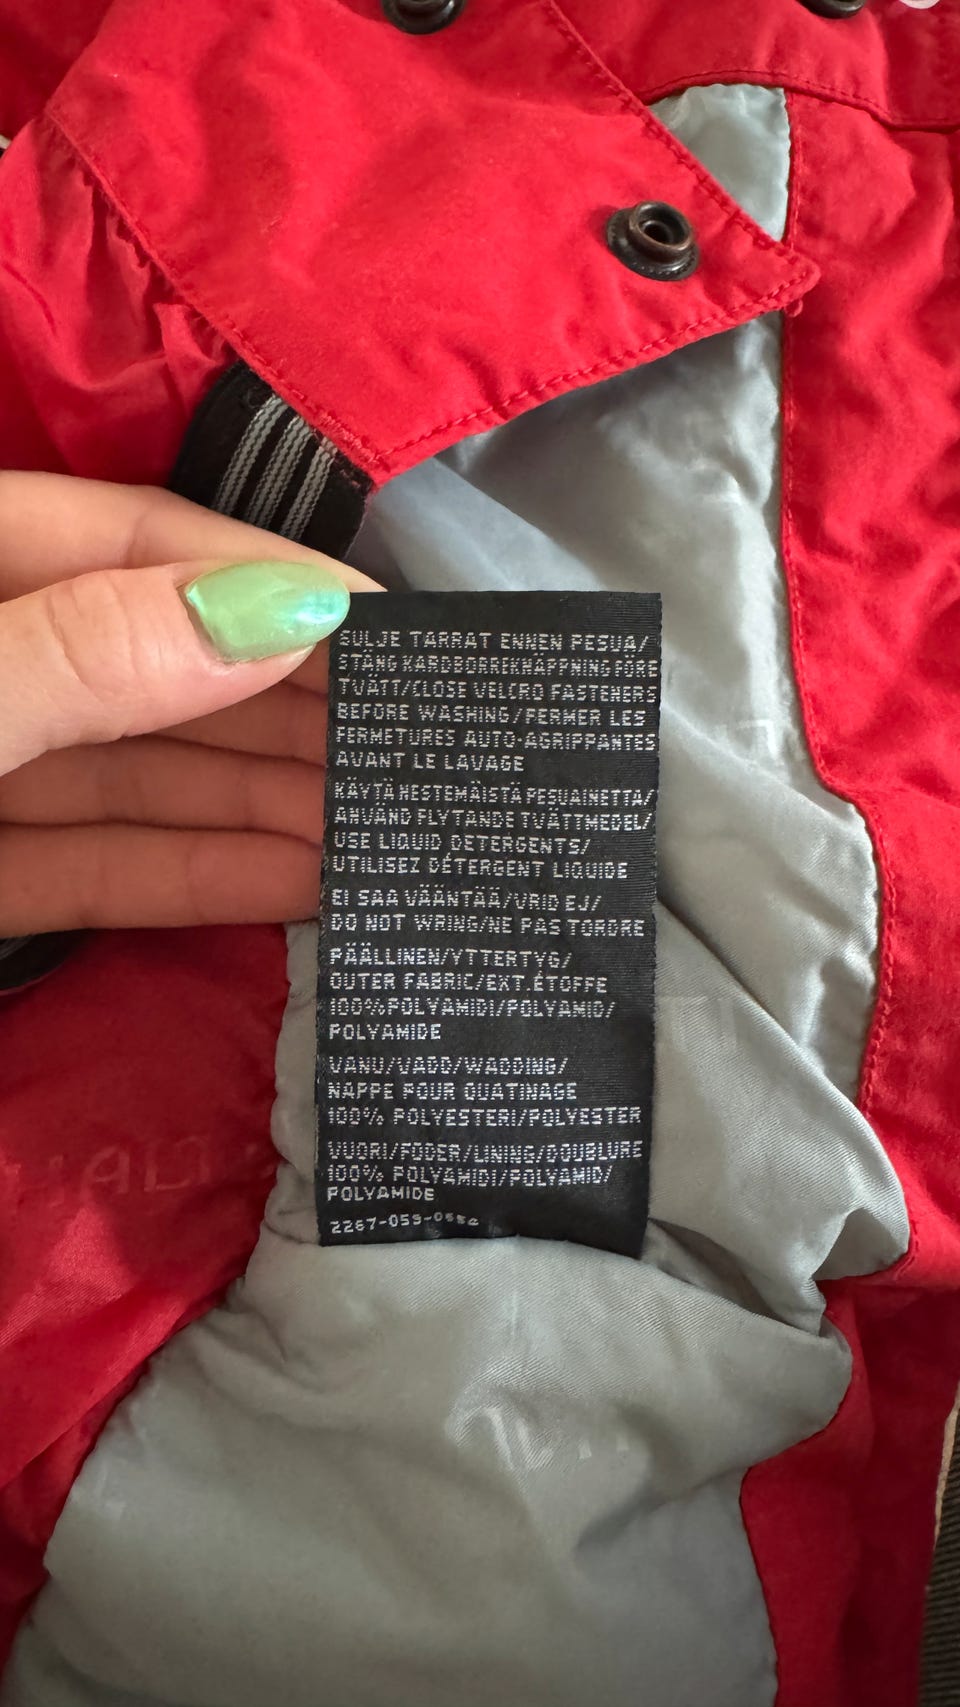 SULJE TARRAT ENNEN PESUA/
STÄNG KARDBORREKNÄPPNING FÖRE
TVÄTT/CLOSE VELCRO FASTENERS
BEFORE WASHING/FERMER LES
FERMETURES AUTO-AGRIPPANTES
AVANT LE LAVAGE
KÄYTÄ NESTEMÄISTÄ PESUAINETTA/
ANVÄND FLYTANDE TVÄTTMEDEL/
USE LIQUID DETERGENTS/
UTILISEZ DÉTERGENT LIQUIDE
EI SAA VÄÄNTÄÄ/VRID EJ/
DO NOT WRING/NE PAS TORDRE
PÄÄLLINEN/YTTERTYG/
OUTER FABRIC/EXT.ÉTOFFE
100%POLYAMIDI/POLYAMID/
POLYAMIDE
VANU/VADD/WADDING/
NAPPE POUR OUATINAGE
100% POLYESTERI/POLYESTER
VUORI/FODER/LINING/DOUBLURE
100% POLYAMIDI/POLYAMID/
POLYAMIDE